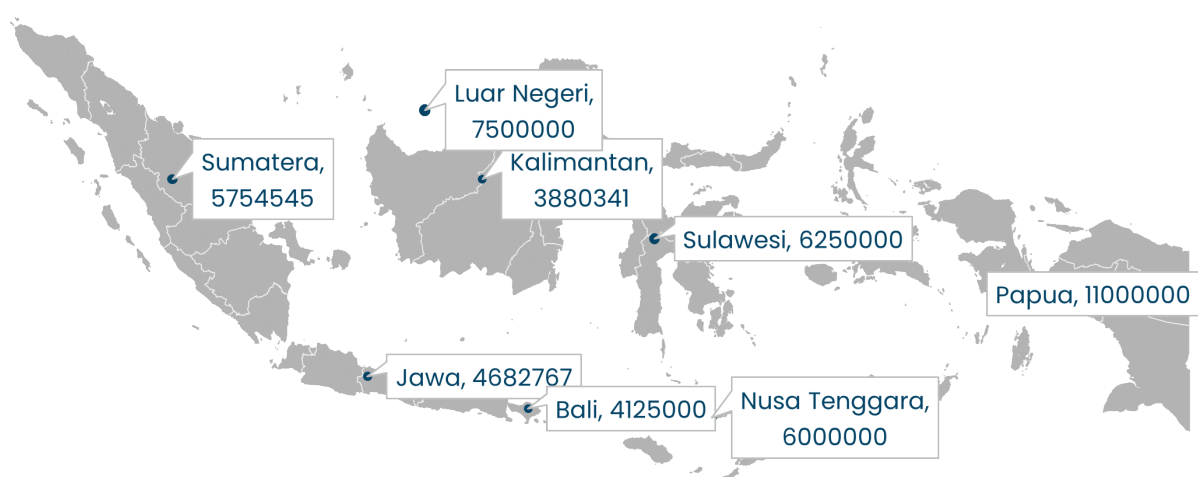 Luar Negeri,
7500000
Sumatera,
5754545
Kalimantan,
3880341
Sulawesi, 6250000
Papua, 11000000
Jawa, 4682767
Bali, 4125000
Nusa Tenggara,
6000000